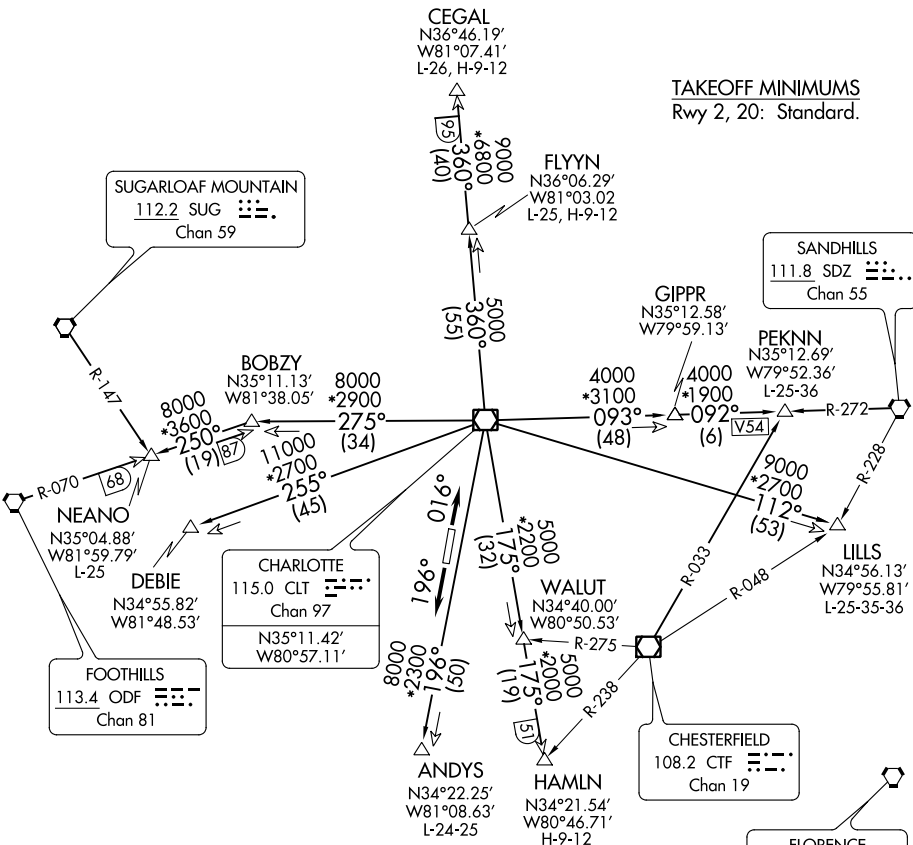 CEGAL
N36°46.19'
W81°07.41'
L-26, H-9-12
TAKEOFF MINIMUMS
Rwy 2, 20: Standard.
9000
*6800
360°
(40)
95
FLYYN
N36°06.29'
W81°03.02
L-25, H-9-12
SUGARLOAF MOUNTAIN
112.2 SUG
Chan 59
SANDHILLS
111.8 SDZ
Chan 55
5000
360°
(55)
GIPPR
N35°12.58'
W79°59.13'
PEKNN
N35°12.69'
W79°52.36'
L-25-36
BOBZY
N35°11.13'
W81°38.05'
R-147
8000
*3600
250°
(19)
87
8000
*2900
275°
(34)
4000
*3100
093°
(48)
4000
*1900
092°
(6)
V54
R-272
R-228
R-070
68
11000
*2700
255°
(45)
9000
*2700
112°
(53)
NEANO
N35°04.88'
W81°59.79'
L-25
DEBIE
N34°55.82'
W81°48.53'
CHARLOTTE
115.0 CLT
Chan 97
N35°11.42'
W80°57.11'
016°
196°
5000
*2200
175°
(32)
WALUT
N34°40.00'
W80°50.53'
R-275
R-033
R-048
LILLS
N34°56.13'
W79°55.81'
L-25-35-36
FOOTHILLS
113.4 ODF
Chan 81
8000
*2300
196°
(50)
5000
*2000
175°
(19)
51
R-238
CHESTERFIELD
108.2 CTF
Chan 19
ANDYS
N34°22.25'
W81°08.63'
L-24-25
HAMLN
N34°21.54'
W80°46.71'
H-9-12
FLORENCE